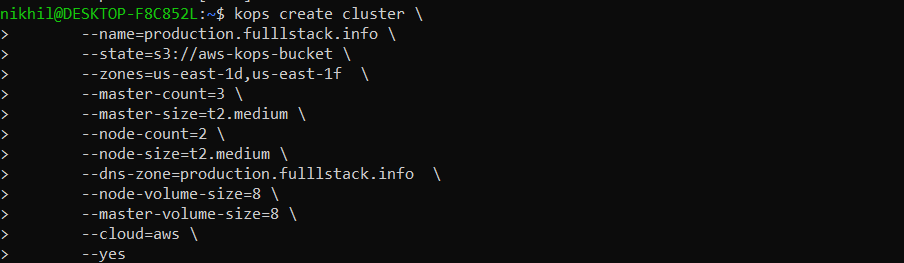 nikhil@DESKTOP-F8C852L:~$ kops create cluster \
>        --name=production.fulllstack.info \
>        --state=s3://aws-kops-bucket \
>        --zones=us-east-1d,us-east-1f  \
>        --master-count=3 \
>        --master-size=t2.medium \
>        --node-count=2 \
>        --node-size=t2.medium \
>        --dns-zone=production.fulllstack.info  \
>        --node-volume-size=8 \
>        --master-volume-size=8 \
>        --cloud=aws \
>        --yes